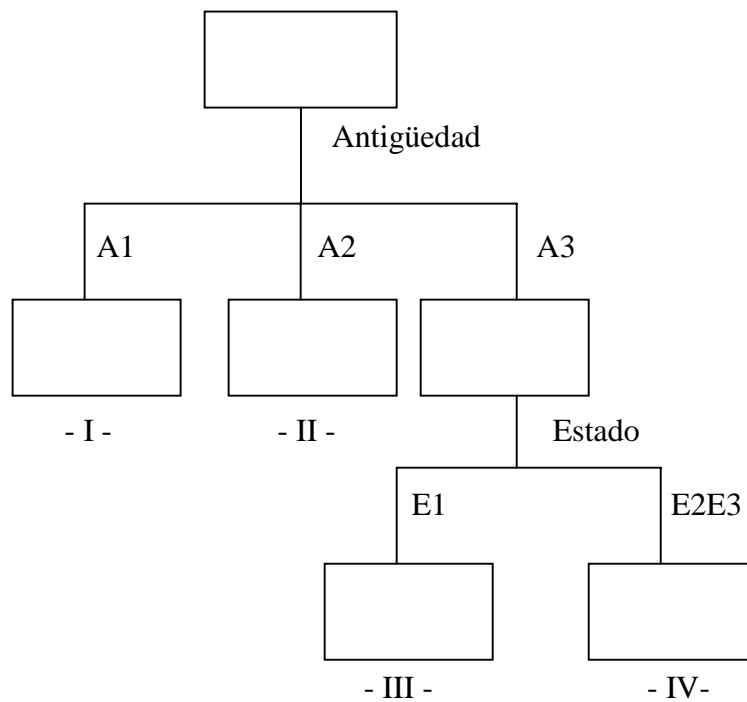 Antigüedad
A1
A2
A3
- I -
- II -
Estado
E1
E2E3
- III -
- IV-